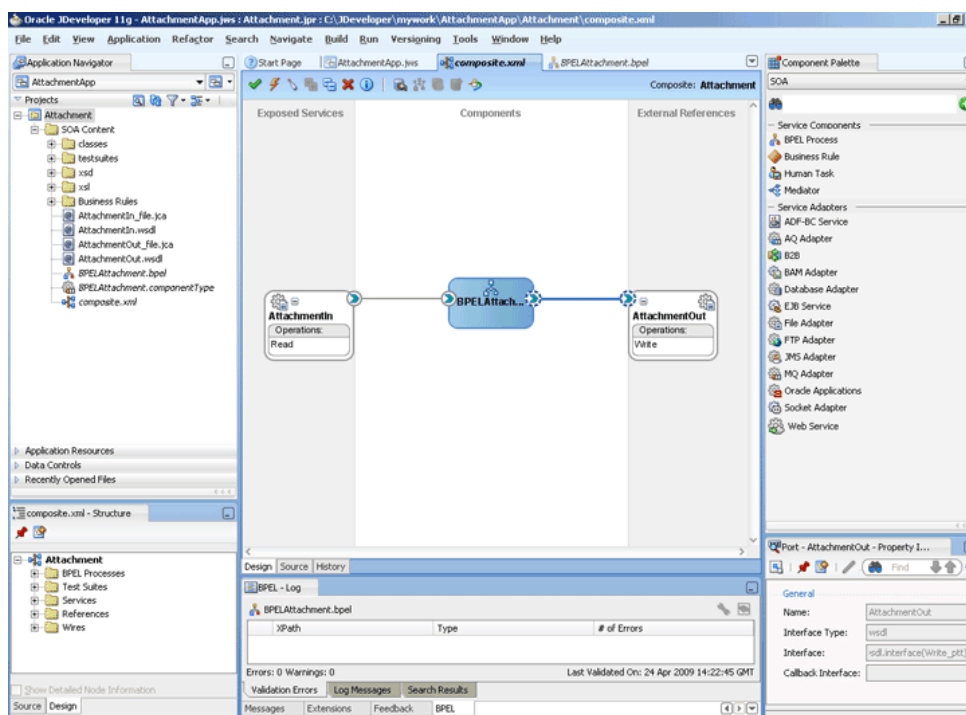 Oracle JDeveloper 11g - AttachmentApp.jws : Attachment.jpr : C:\JDeveloper\mywork\AttachmentApp\Attachment\composite.xml
File Edit View Application Refactor Search Navigate Build Run Versioning Tools Window Help
Application Navigator
AttachmentApp
Projects
Attachment
SOA Content
classes
testsuites
xsd
xsl
Business Rules
AttachmentIn_file.jca
AttachmentIn.wsdl
AttachmentOut_file.jca
AttachmentOut.wsdl
BPELAttachment.bpel
BPELAttachment.componentType
composite.xml
Application Resources
Data Controls
Recently Opened Files
composite.xml - Structure
Attachment
BPEL Processes
Test Suites
Services
References
Wires
Show Detailed Node Information
Source Design
Start Page AttachmentApp.jws composite.xml BPELAttachment.bpel
Composite: Attachment
Exposed Services Components External References
AttachmentIn
Operations:
Read
BPELAttach...
AttachmentOut
Operations:
Write
Design Source History
BPEL - Log
BPELAttachment.bpel
XPath Type # of Errors
Errors: 0 Warnings: 0 Last Validated On: 24 Apr 2009 14:22:45 GMT
Validation Errors Log Messages Search Results
Messages Extensions Feedback BPEL
Component Palette
SOA
Service Components
BPEL Process
Business Rule
Human Task
Mediator
Service Adapters
ADF-BC Service
AQ Adapter
B2B
BAM Adapter
Database Adapter
EJB Service
File Adapter
FTP Adapter
JMS Adapter
MQ Adapter
Oracle Applications
Socket Adapter
Web Service
Port - AttachmentOut - Property I...
Find
General
Name: AttachmentOut
Interface Type: wsdl
Interface: sdl.interface(Write_ptt)
Callback Interface: